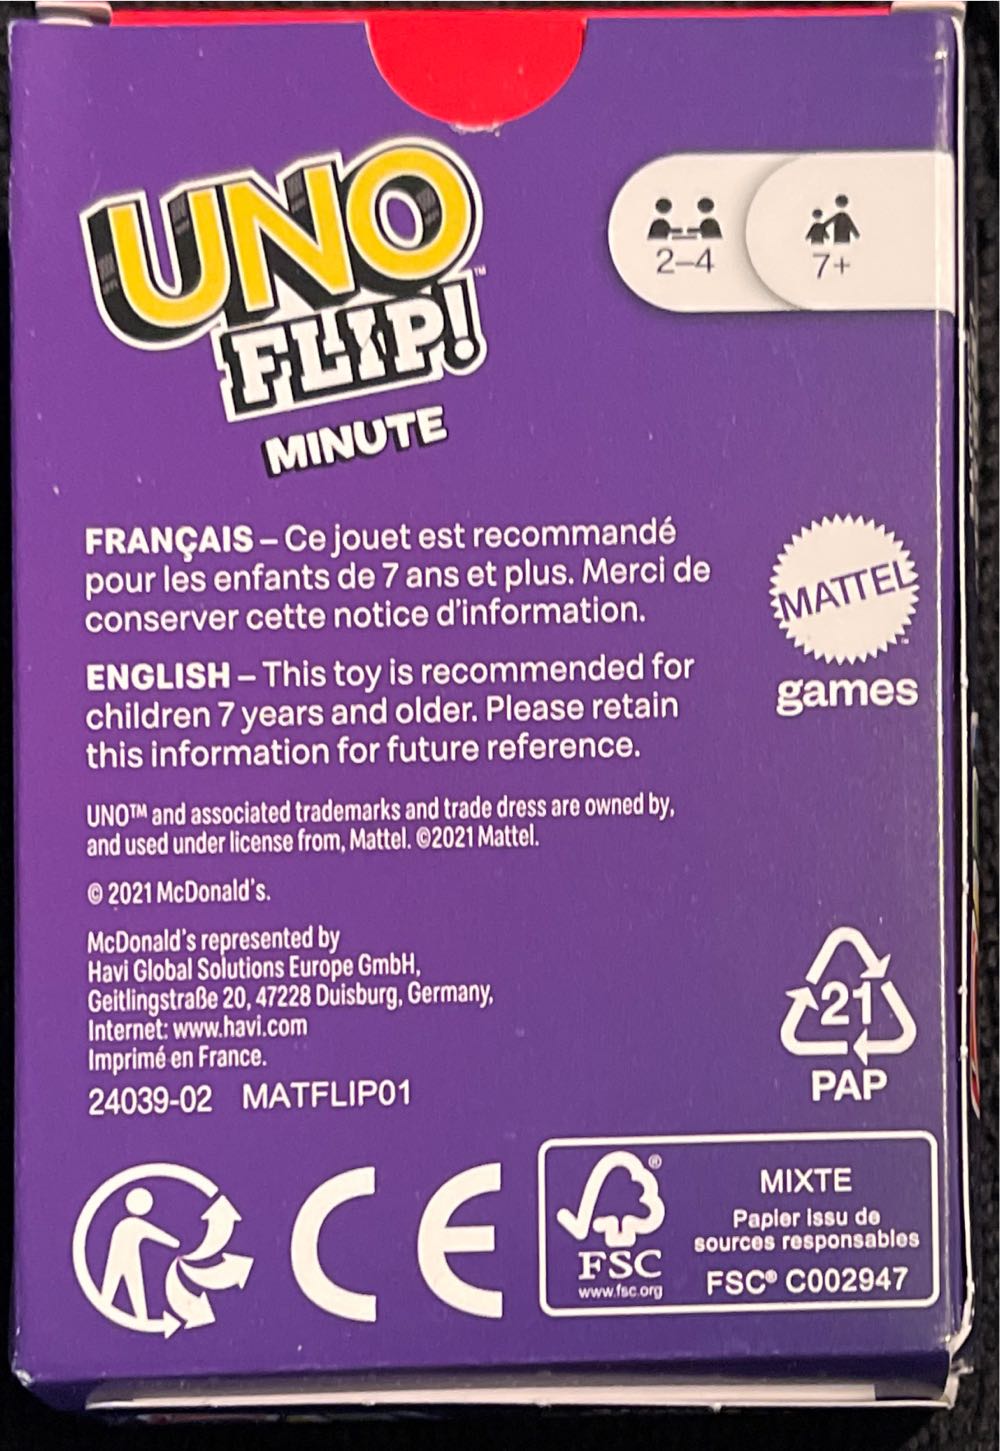 UNO™
FLIP!
MINUTE
2–4
7+
FRANÇAIS – Ce jouet est recommandé
pour les enfants de 7 ans et plus. Merci de
conserver cette notice d'information.
MATTEL™
games
ENGLISH – This toy is recommended for
children 7 years and older. Please retain
this information for future reference.
UNO™ and associated trademarks and trade dress are owned by,
and used under license from, Mattel. ©2021 Mattel.
© 2021 McDonald's.
McDonald's represented by
Havi Global Solutions Europe GmbH,
Geitlingstraße 20, 47228 Duisburg, Germany,
Internet: www.havi.com
Imprimé en France.
24039-02 MATFLIP01
21
PAP
CE
FSC®
www.fsc.org
MIXTE
Papier issu de
sources responsables
FSC® C002947